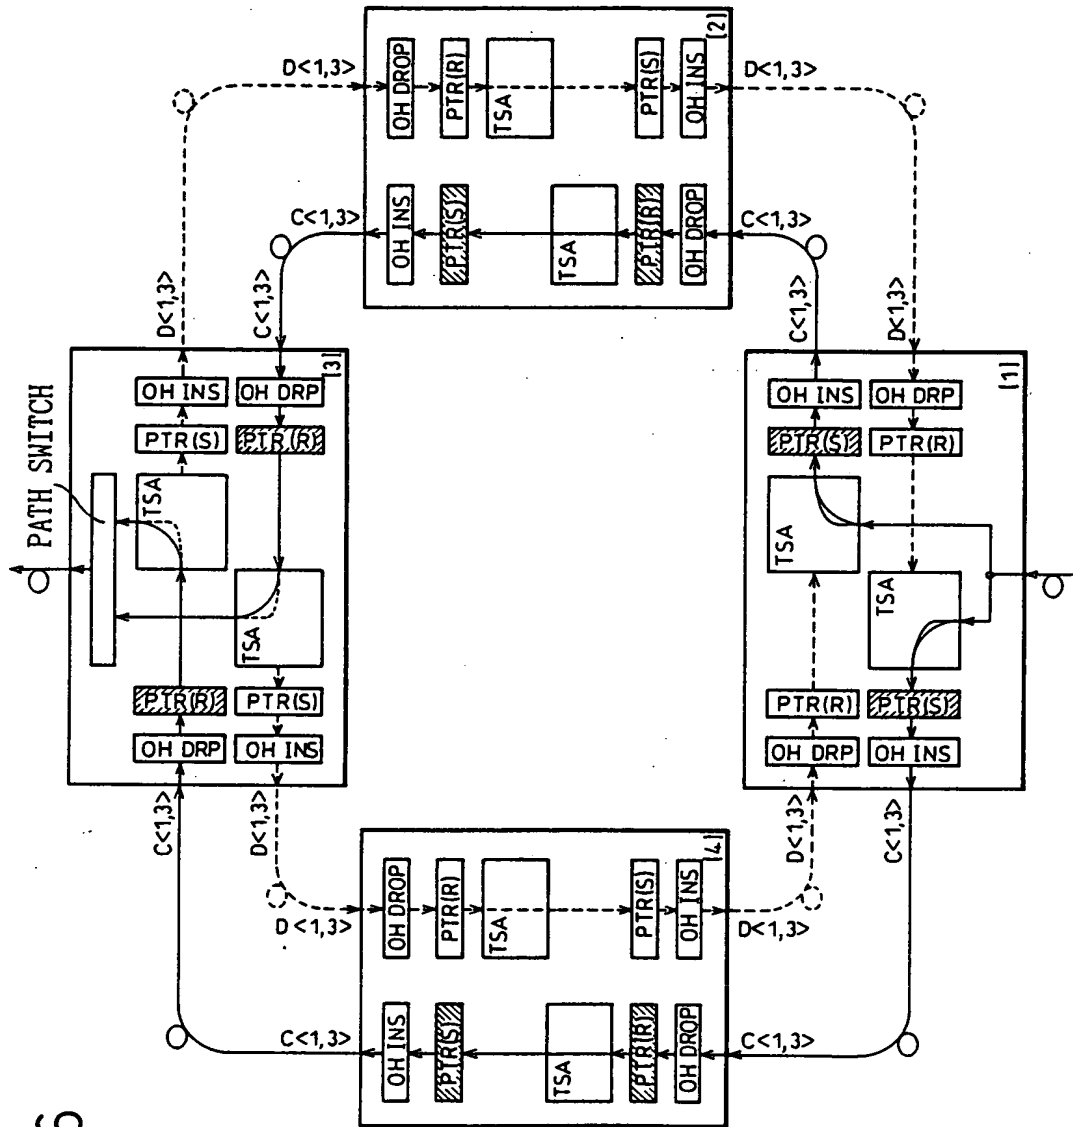 PATH SWITCH
[3]
TSA
TSA
PTR(R)
OH DRP
PTR(S)
OH INS
PTR(S)
OH INS
PTR(R)
OH DRP
C<1,3>
D<1,3>
D<1,3>
C<1,3>
[2]
OH DROP
PTR(R)
TSA
PTR(S)
OH INS
OH INS
PTR(S)
TSA
PTR(R)
OH DROP
D<1,3>
C<1,3>
D<1,3>
C<1,3>
[1]
OH INS
PTR(S)
TSA
PTR(R)
OH DRP
OH DRP
PTR(R)
TSA
PTR(S)
OH INS
C<1,3>
D<1,3>
D<1,3>
C<1,3>
[4]
OH DROP
PTR(R)
TSA
PTR(S)
OH INS
OH INS
PTR(S)
TSA
PTR(R)
OH DROP
D<1,3>
C<1,3>
C<1,3>
6